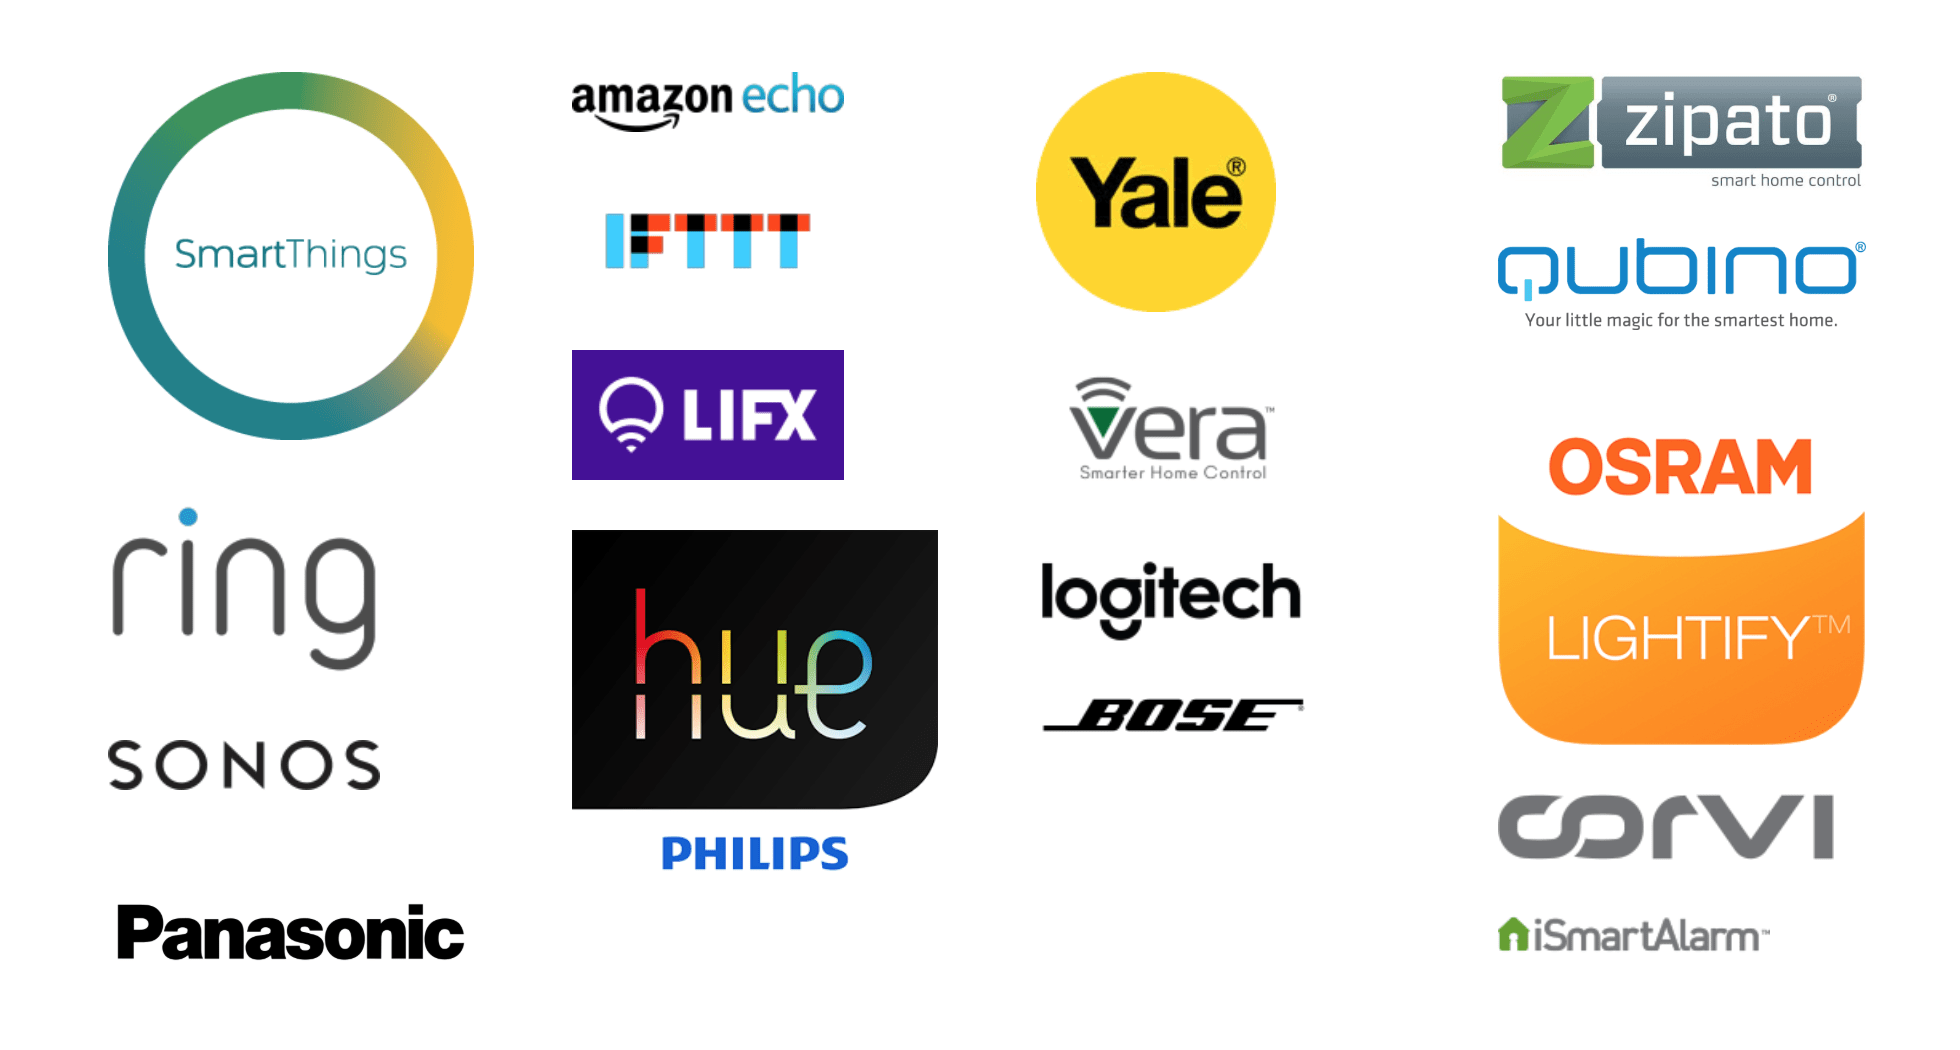 SmartThings
ring
SONOS
Panasonic
amazon echo
IFTTT
LIFX
hue
PHILIPS
Yale®
vera™
Smarter Home Control
logitech
BOSE®
zipato®
smart home control
QUBINO®
Your little magic for the smartest home.
OSRAM
LIGHTIFY™
corvi
iSmartAlarm™